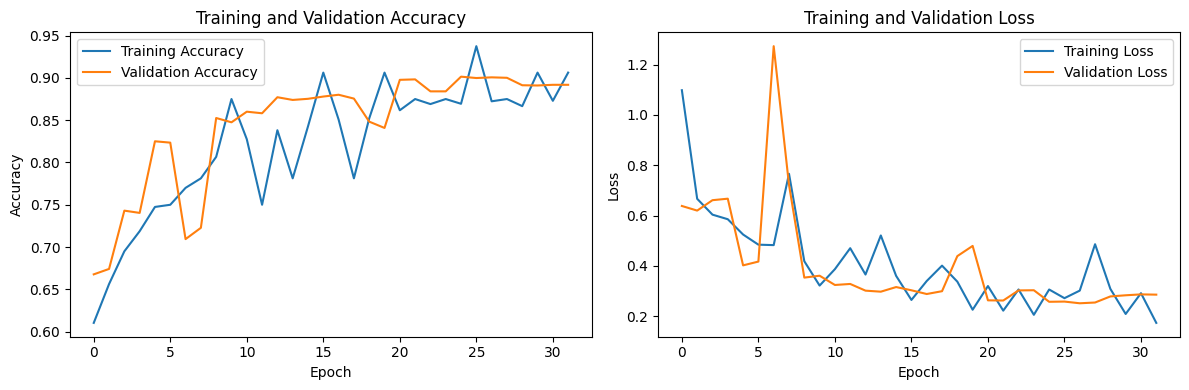 Training and Validation Accuracy
Training Accuracy
Validation Accuracy
Accuracy
0.95
0.90
0.85
0.80
0.75
0.70
0.65
0.60
0 5 10 15 20 25 30
Epoch
Training and Validation Loss
Training Loss
Validation Loss
Loss
1.2
1.0
0.8
0.6
0.4
0.2
0 5 10 15 20 25 30
Epoch